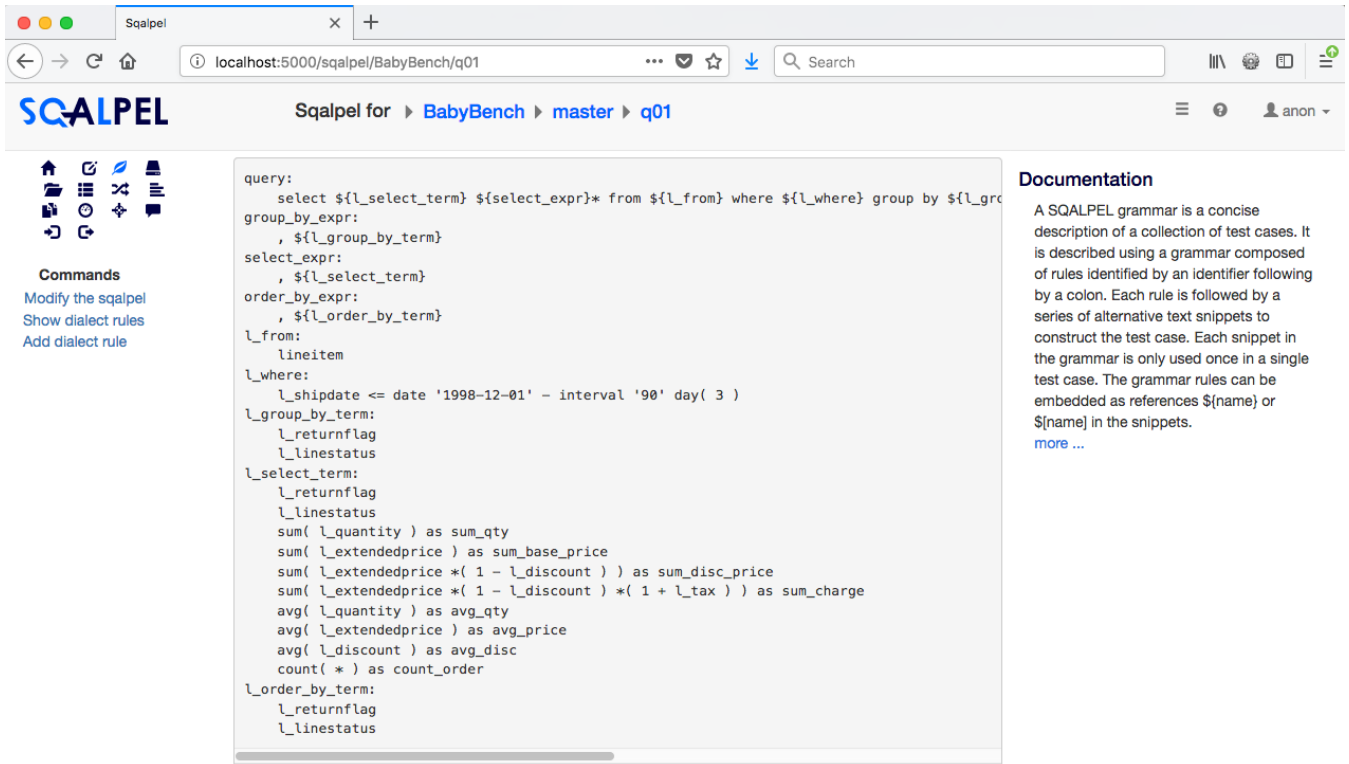 Sqalpel
localhost:5000/sqalpel/BabyBench/q01
Search
SQALPEL
Sqalpel for BabyBench master q01
anon
Commands
Modify the sqalpel
Show dialect rules
Add dialect rule
query:
select ${l_select_term} ${select_expr}* from ${l_from} where ${l_where} group by ${l_gro
group_by_expr:
, ${l_group_by_term}
select_expr:
, ${l_select_term}
order_by_expr:
, ${l_order_by_term}
l_from:
lineitem
l_where:
l_shipdate <= date '1998-12-01' - interval '90' day( 3 )
l_group_by_term:
l_returnflag
l_linestatus
l_select_term:
l_returnflag
l_linestatus
sum( l_quantity ) as sum_qty
sum( l_extendedprice ) as sum_base_price
sum( l_extendedprice *( 1 - l_discount ) ) as sum_disc_price
sum( l_extendedprice *( 1 - l_discount ) *( 1 + l_tax ) ) as sum_charge
avg( l_quantity ) as avg_qty
avg( l_extendedprice ) as avg_price
avg( l_discount ) as avg_disc
count( * ) as count_order
l_order_by_term:
l_returnflag
l_linestatus
Documentation
A SQALPEL grammar is a concise
description of a collection of test cases. It
is described using a grammar composed
of rules identified by an identifier following
by a colon. Each rule is followed by a
series of alternative text snippets to
construct the test case. Each snippet in
the grammar is only used once in a single
test case. The grammar rules can be
embedded as references ${name} or
$[name] in the snippets.
more ...